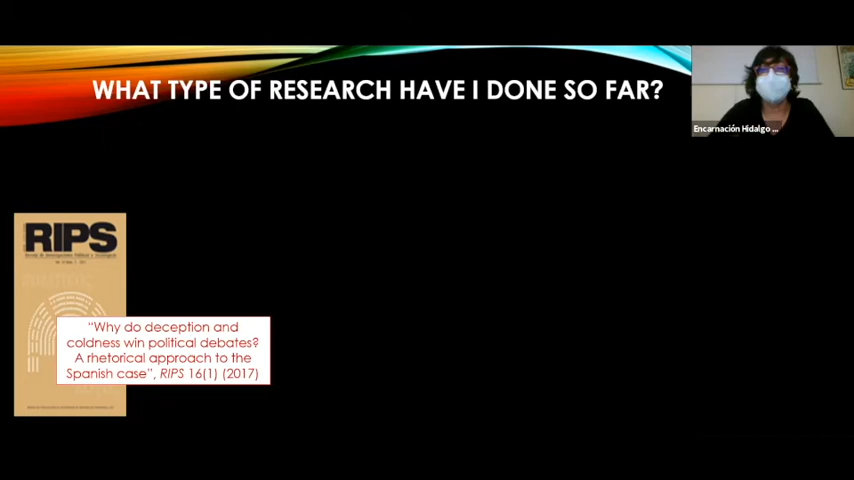 WHAT TYPE OF RESEARCH HAVE I DONE SO FAR?
Encarnación Hidalgo ...
RIPS
"Why do deception and
coldness win political debates?
A rhetorical approach to the
Spanish case", RIPS 16(1) (2017)